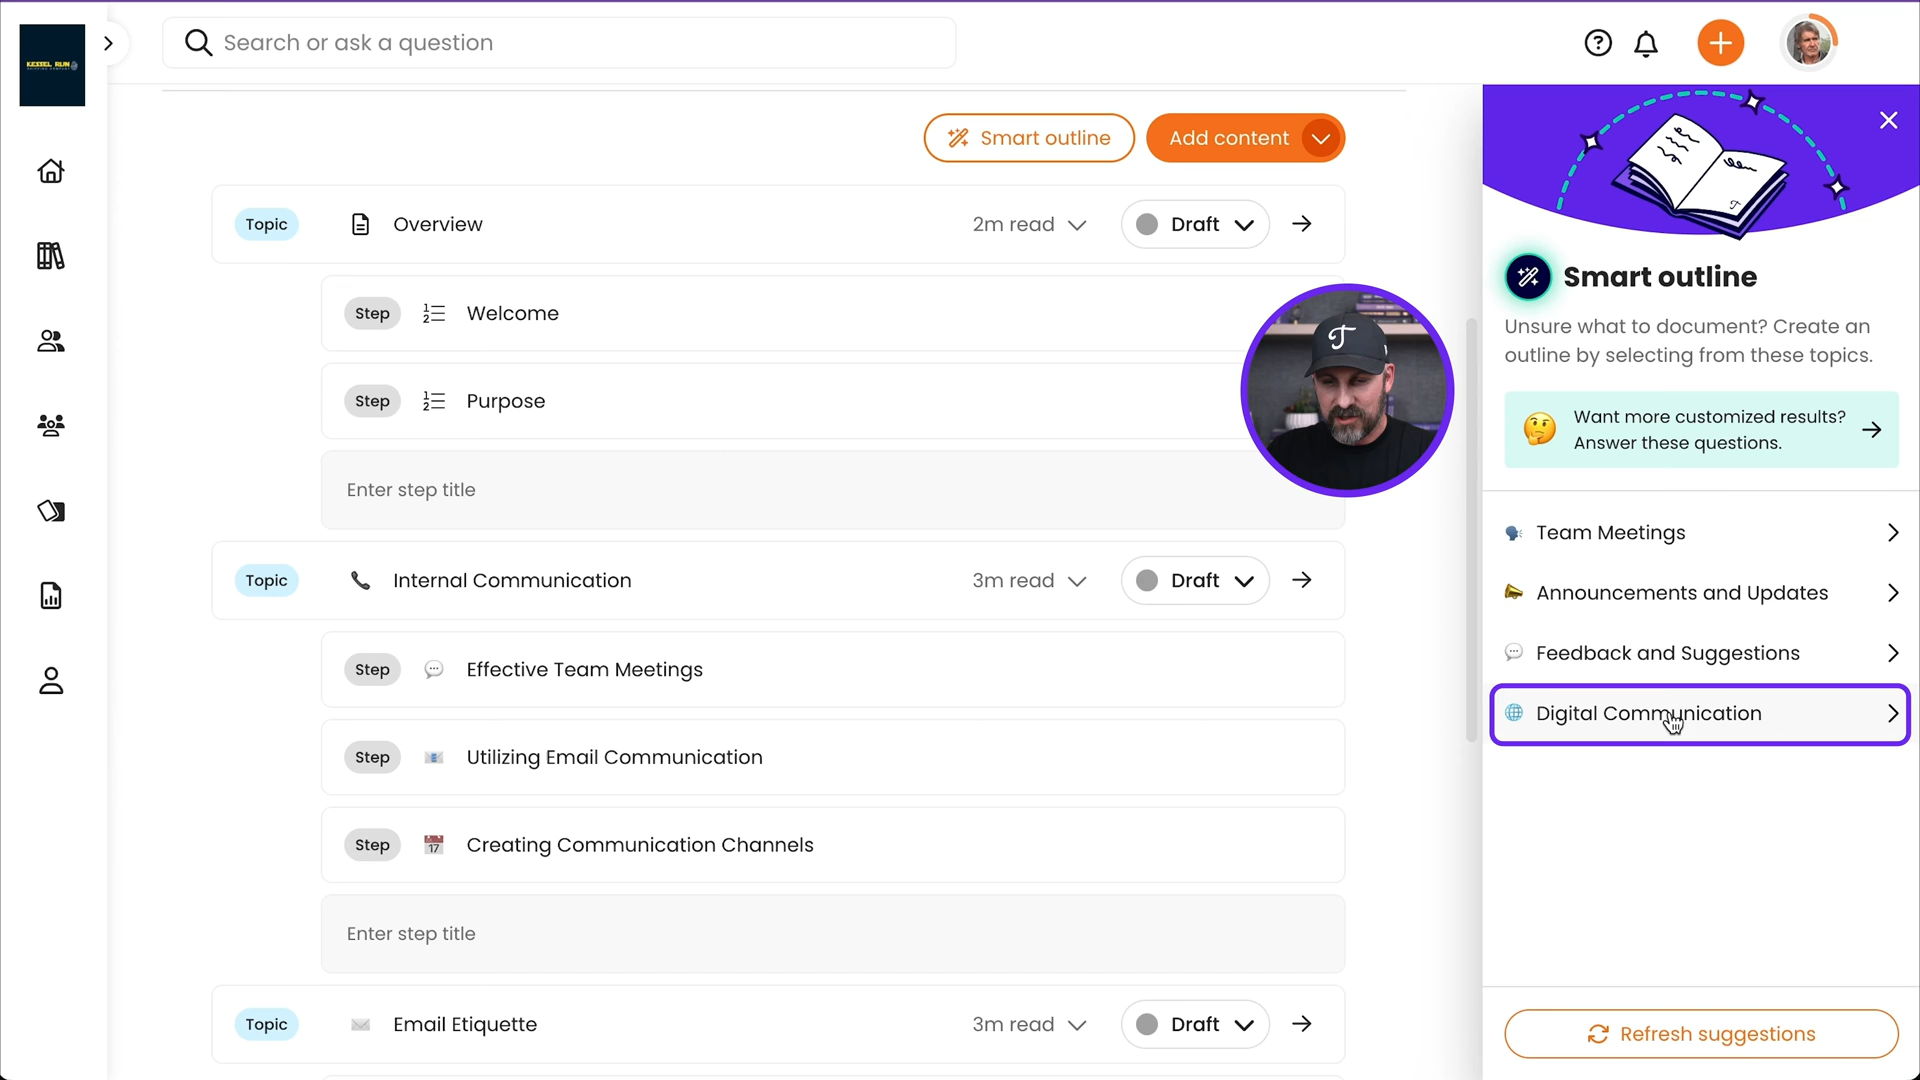 KESSEL RUN
Search or ask a question
Smart outline
Add content
Topic
Overview
2m read
Draft
Step
Welcome
Step
Purpose
Enter step title
Topic
Internal Communication
3m read
Draft
Step
Effective Team Meetings
Step
Utilizing Email Communication
Step
17
Creating Communication Channels
Enter step title
Topic
Email Etiquette
3m read
Draft
Smart outline
Unsure what to document? Create an
outline by selecting from these topics.
Want more customized results?
Answer these questions.
Team Meetings
Announcements and Updates
Feedback and Suggestions
Digital Communication
Refresh suggestions